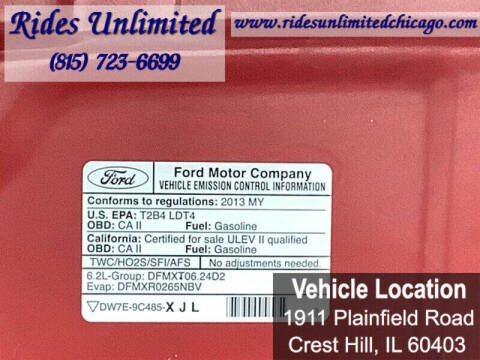 Rides Unlimited
(815) 723-6699
www.ridesunlimitedchicago.com
Ford
Ford Motor Company
VEHICLE EMISSION CONTROL INFORMATION
Conforms to regulations: 2013 MY
U.S. EPA: T2B4 LDT4
OBD: CA II Fuel: Gasoline
California: Certified for sale ULEV II qualified
OBD: CA II Fuel: Gasoline
TWC/HO2S/SFI/AFS No adjustments needed.
6.2L-Group: DFMXT06.24D2
Evap: DFMXR0265NBV
DW7E-9C485-X J L
Vehicle Location
1911 Plainfield Road
Crest Hill, IL 60403